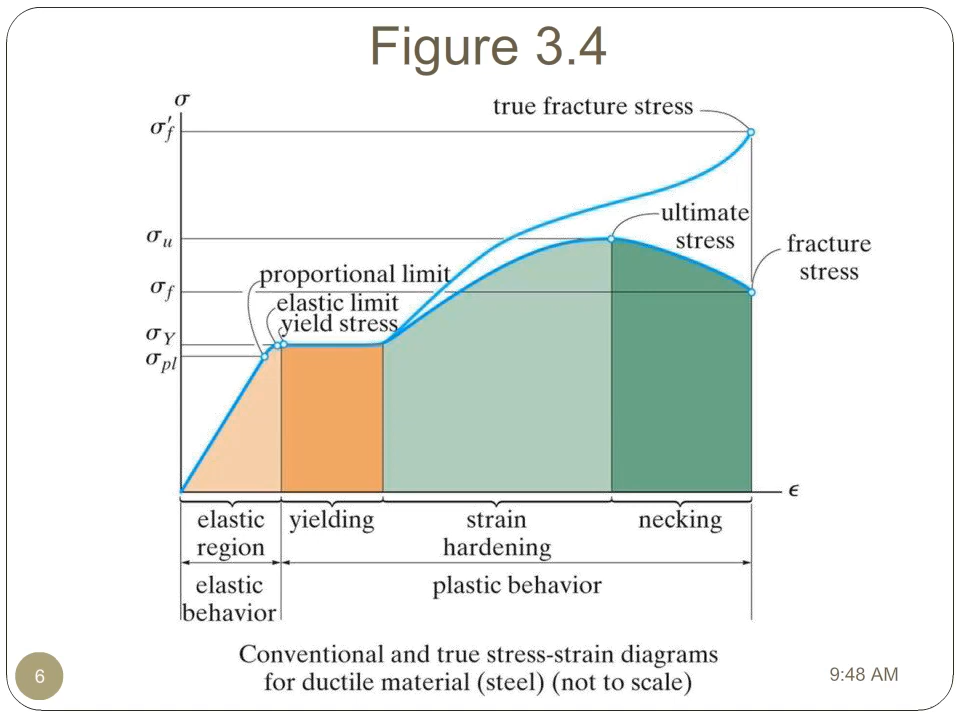 Figure 3.4
σ
true fracture stress
σ′f
ultimate
stress
σu
fracture
stress
proportional limit
σf
elastic limit
yield stress
σY
σpl
ϵ
elastic
region
yielding
strain
hardening
necking
elastic
behavior
plastic behavior
Conventional and true stress-strain diagrams
for ductile material (steel) (not to scale)
6
9:48 AM